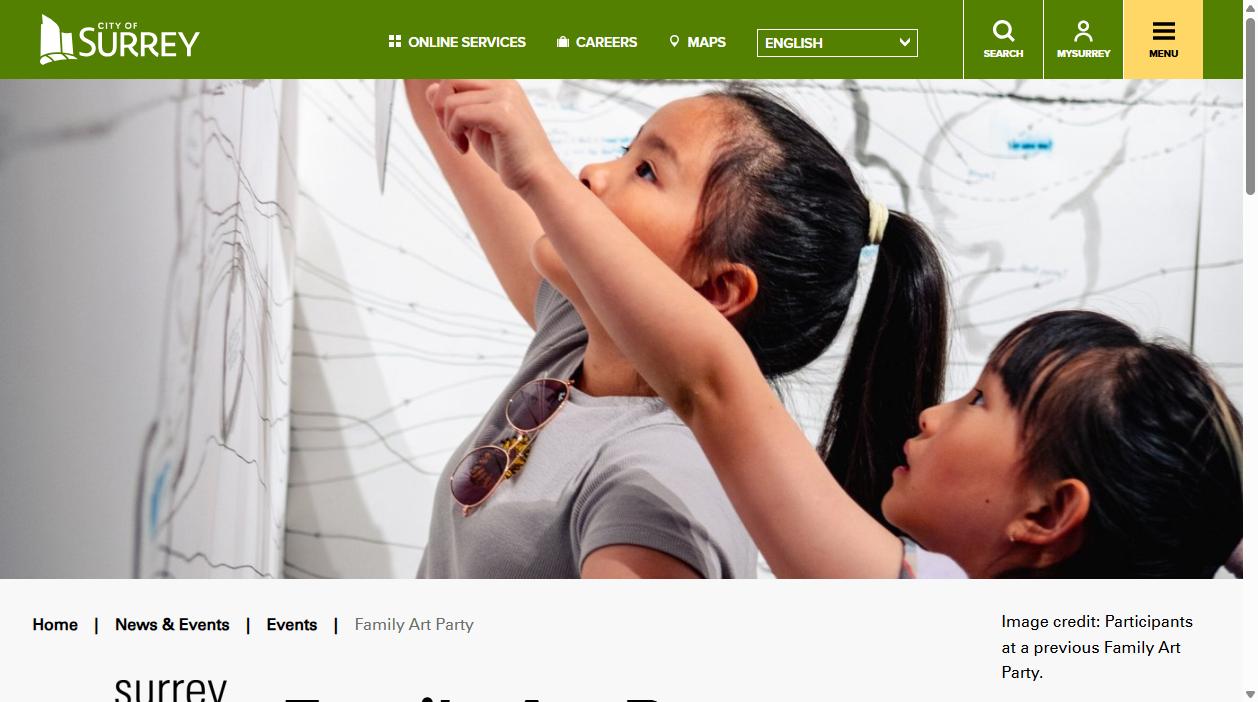 CITY OF
SURREY
ONLINE SERVICES
CAREERS
MAPS
ENGLISH
SEARCH
MYSURREY
MENU
Home | News & Events | Events | Family Art Party
Image credit: Participants
at a previous Family Art
Party.
surrey